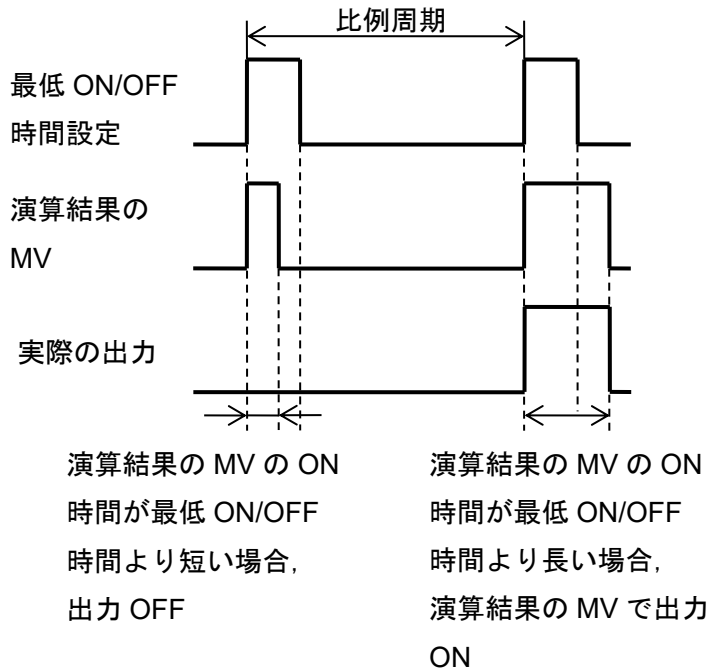 比例周期
最低 ON/OFF
時間設定
演算結果の
MV
実際の出力
演算結果の MV の ON
時間が最低 ON/OFF
時間より短い場合,
出力 OFF
演算結果の MV の ON
時間が最低 ON/OFF
時間より長い場合,
演算結果の MV で出力
ON